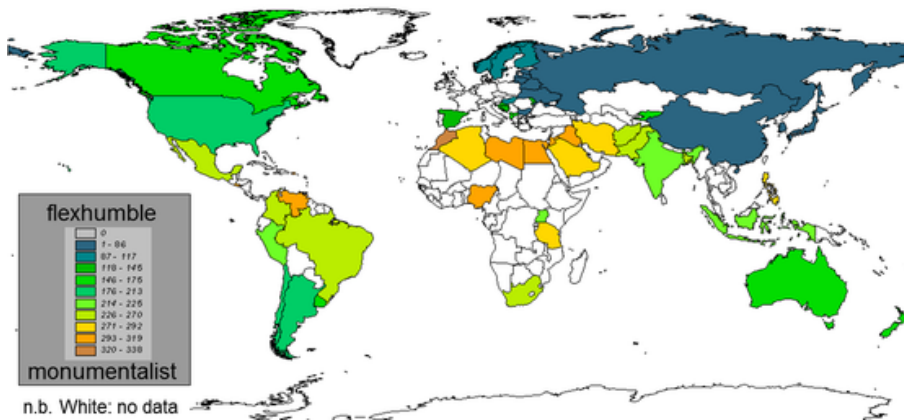 flexhumble
0
1 - 86
87 - 117
118 - 145
146 - 175
176 - 213
214 - 225
226 - 270
271 - 292
293 - 319
320 - 338
monumentalist
n.b. White: no data